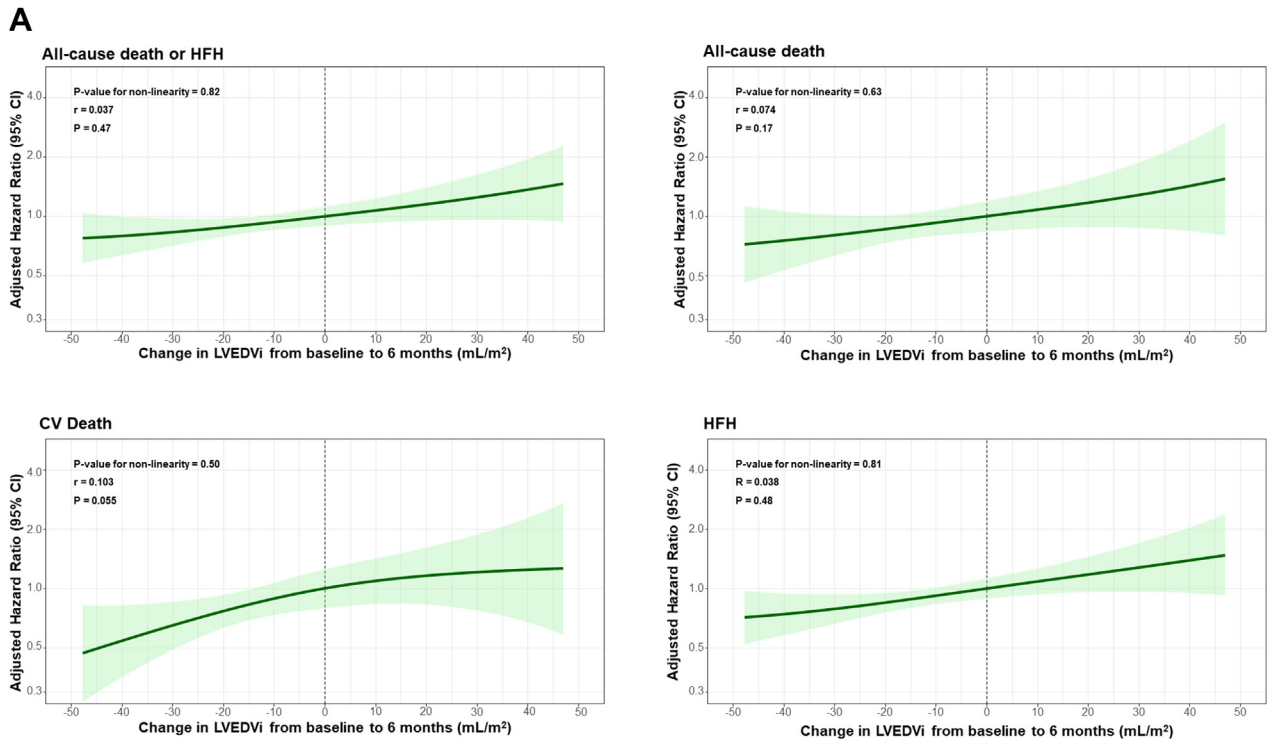 A
All-cause death or HFH
P-value for non-linearity = 0.82
r = 0.037
P = 0.47
Adjusted Hazard Ratio (95% CI)
4.0
2.0
1.0
0.5
0.3
-50 -40 -30 -20 -10 0 10 20 30 40 50
Change in LVEDVi from baseline to 6 months (mL/m²)
All-cause death
P-value for non-linearity = 0.63
r = 0.074
P = 0.17
Adjusted Hazard Ratio (95% CI)
4.0
2.0
1.0
0.5
0.3
-50 -40 -30 -20 -10 0 10 20 30 40 50
Change in LVEDVi from baseline to 6 months (mL/m²)
CV Death
P-value for non-linearity = 0.50
r = 0.103
P = 0.055
Adjusted Hazard Ratio (95% CI)
4.0
2.0
1.0
0.5
0.3
-50 -40 -30 -20 -10 0 10 20 30 40 50
Change in LVEDVi from baseline to 6 months (mL/m²)
HFH
P-value for non-linearity = 0.81
R = 0.038
P = 0.48
Adjusted Hazard Ratio (95% CI)
4.0
2.0
1.0
0.5
0.3
-50 -40 -30 -20 -10 0 10 20 30 40 50
Change in LVEDVi from baseline to 6 months (mL/m²)